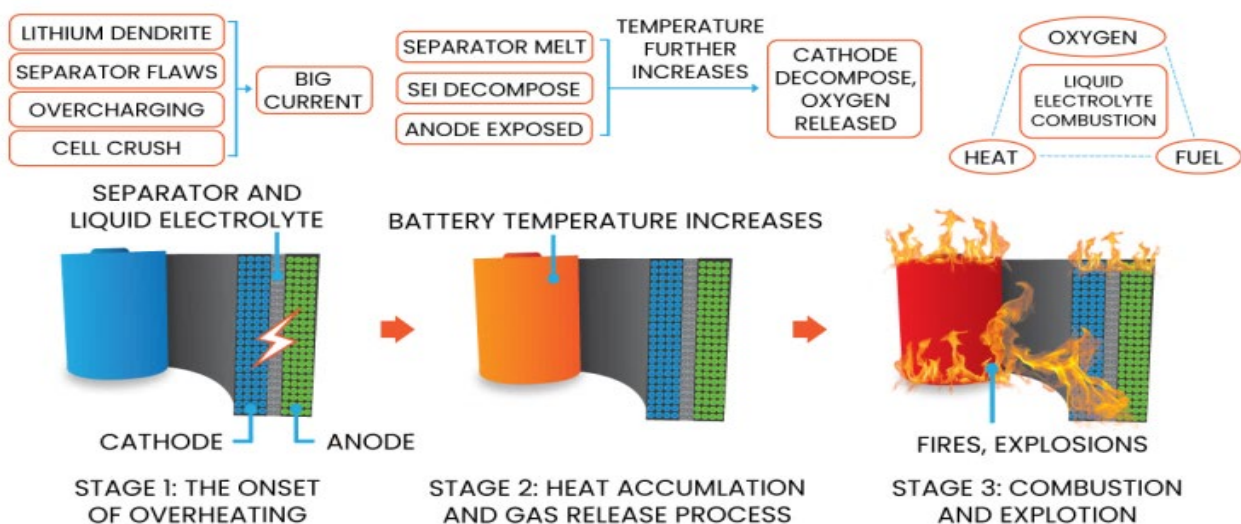 LITHIUM DENDRITE
SEPARATOR FLAWS
OVERCHARGING
CELL CRUSH
BIG
CURRENT
SEPARATOR MELT
SEI DECOMPOSE
ANODE EXPOSED
TEMPERATURE
FURTHER
INCREASES
CATHODE
DECOMPOSE,
OXYGEN
RELEASED
OXYGEN
LIQUID
ELECTROLYTE
COMBUSTION
HEAT
FUEL
SEPARATOR AND
LIQUID ELECTROLYTE
BATTERY TEMPERATURE INCREASES
CATHODE
ANODE
FIRES, EXPLOSIONS
STAGE 1: THE ONSET
OF OVERHEATING
STAGE 2: HEAT ACCUMLATION
AND GAS RELEASE PROCESS
STAGE 3: COMBUSTION
AND EXPLOTION